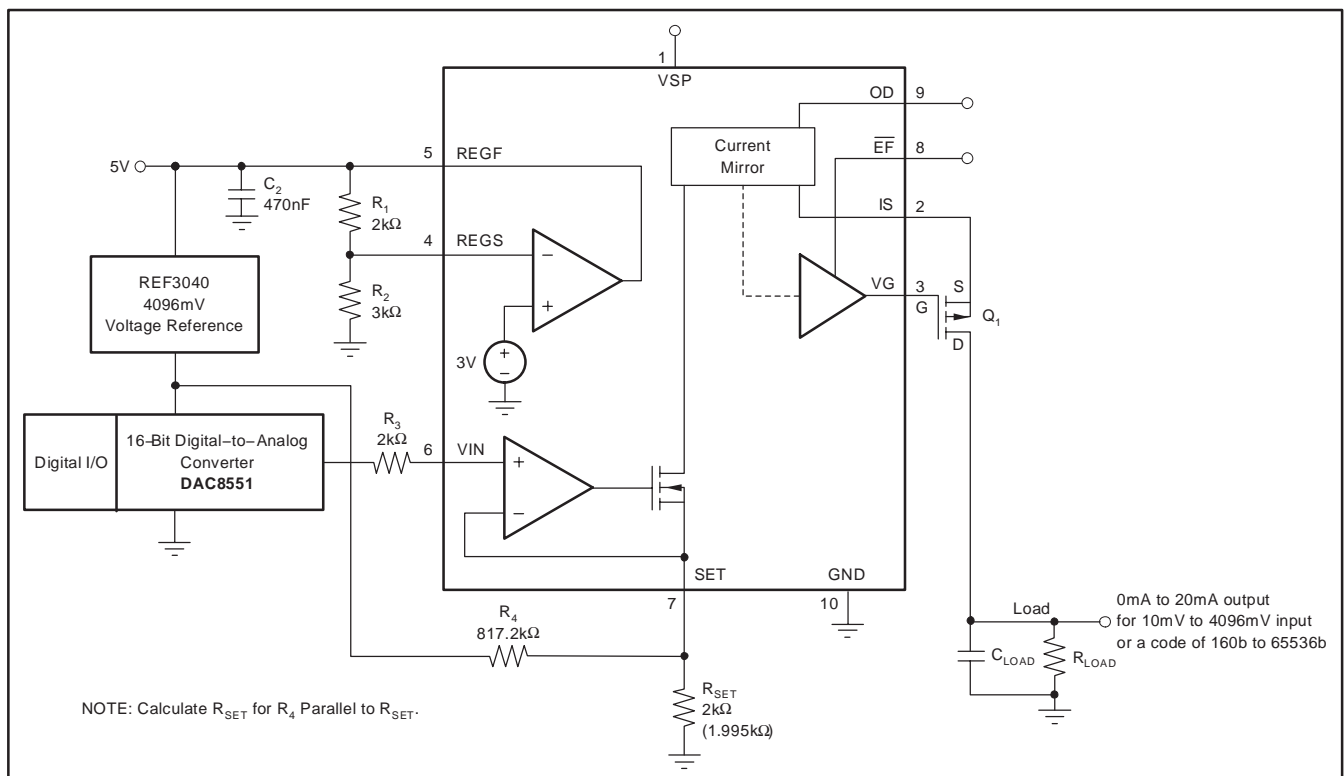 1
VSP
OD 9
Current
Mirror
EF 8
5 REGF
5V
C2
470nF
R1
2kΩ
IS 2
4 REGS
–
+
R2
3kΩ
REF3040
4096mV
Voltage Reference
VG 3
G
S
Q1
D
3V
+
–
R3
2kΩ
6 VIN
+
–
Digital I/O
16–Bit Digital–to–Analog
Converter
DAC8551
SET
7
GND
10
R4
817.2kΩ
Load
0mA to 20mA output
for 10mV to 4096mV input
or a code of 160b to 65536b
CLOAD
RLOAD
RSET
2kΩ
(1.995kΩ)
NOTE: Calculate RSET for R4 Parallel to RSET.